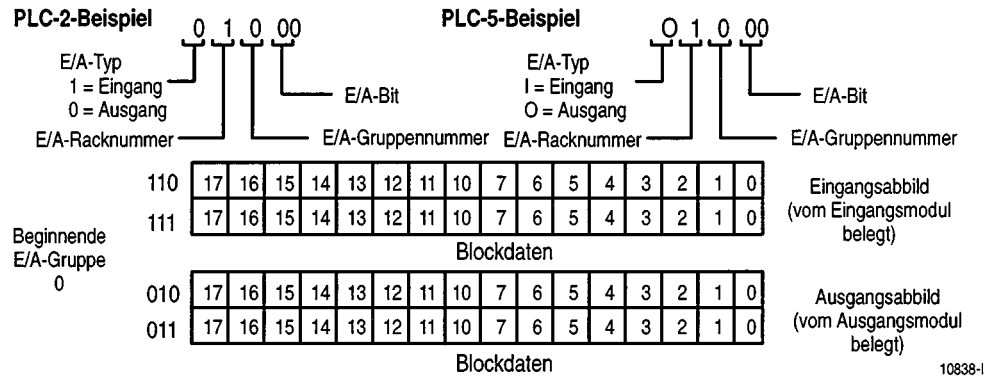 PLC-2-Beispiel
0 1 0 00
E/A-Typ
1 = Eingang
0 = Ausgang
E/A-Bit
E/A-Racknummer
E/A-Gruppennummer
PLC-5-Beispiel
O 1 0 00
E/A-Typ
I = Eingang
O = Ausgang
E/A-Bit
E/A-Racknummer
E/A-Gruppennummer
110 17 16 15 14 13 12 11 10 7 6 5 4 3 2 1 0
111 17 16 15 14 13 12 11 10 7 6 5 4 3 2 1 0
Blockdaten
Eingangsabbild
(vom Eingangsmodul
belegt)
Beginnende
E/A-Gruppe
0
010 17 16 15 14 13 12 11 10 7 6 5 4 3 2 1 0
011 17 16 15 14 13 12 11 10 7 6 5 4 3 2 1 0
Blockdaten
Ausgangsabbild
(vom Ausgangsmodul
belegt)
10838-I